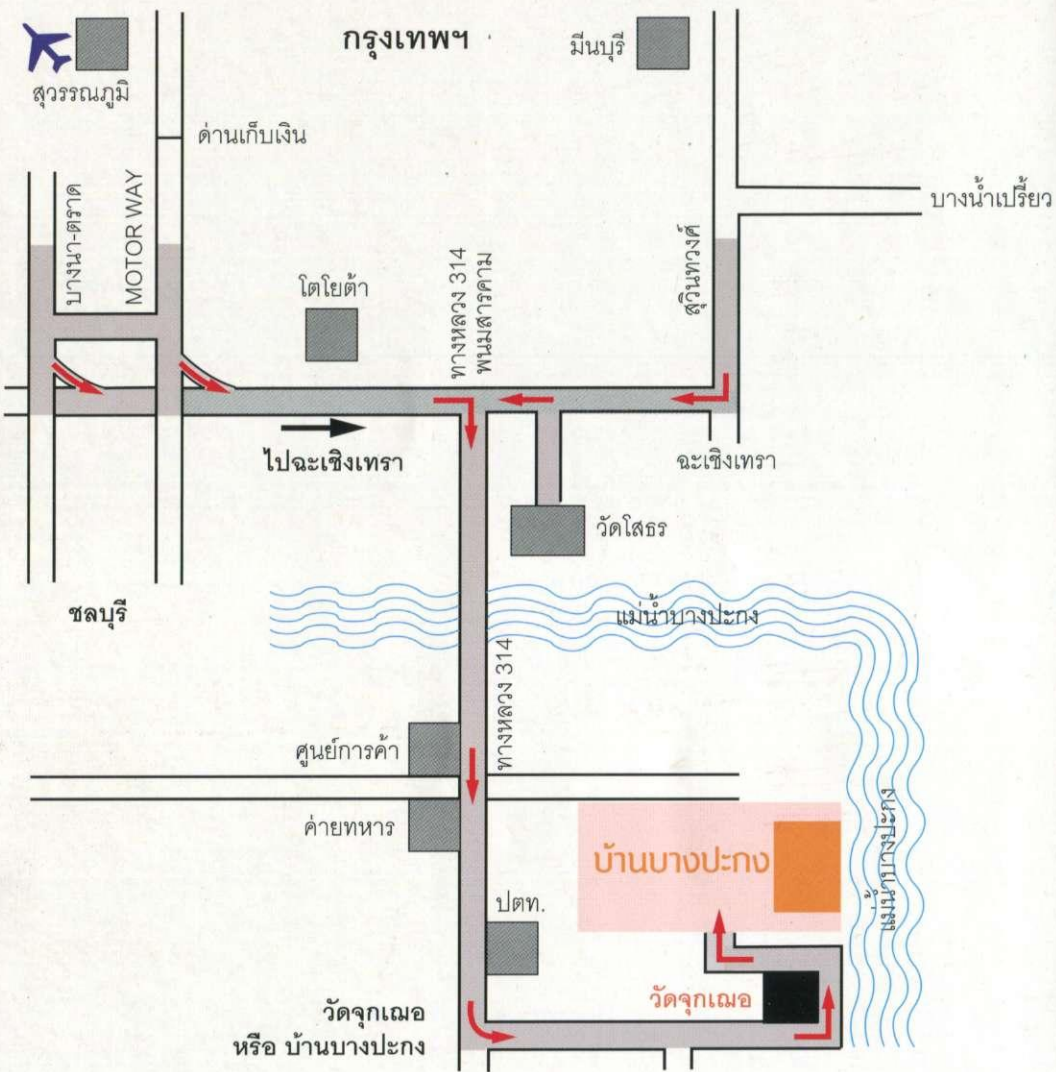 กรุงเทพฯ
มีนบุรี
สุวรรณภูมิ
ด่านเก็บเงิน
บางนา-ตราด
MOTOR WAY
บางน้ำเปรี้ยว
สุวินทวงศ์
ทางหลวง 314
พนมสารคาม
โตโยต้า
ไปฉะเชิงเทรา
ฉะเชิงเทรา
วัดโสธร
ชลบุรี
แม่น้ำบางปะกง
ทางหลวง 314
ศูนย์การค้า
ค่ายทหาร
แม่น้ำบางปะกง
บ้านบางปะกง
ปตท.
วัดจุกเฌอ
วัดจุกเฌอ
หรือ บ้านบางปะกง